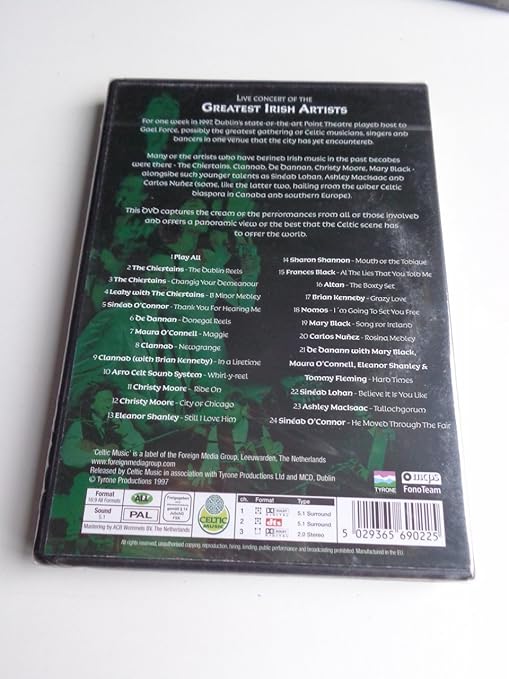 Live concert of the
Greatest Irish Artists
For one week in 1997, Dublin's state-of-the-art Point Theatre played host to
Gael Force, possibly the greatest gathering of Celtic musicians, singers and
dancers in one venue that the city has yet encountered.
Many of the artists who have defined Irish music in the past decades
were there - The Chieftains, Clannad, De Dannan, Christy Moore, Mary Black -
alongside such younger talents as Sinéad Lohan, Ashley MacIsaac and
Carlos Nuñez (some, like the latter two, hailing from the wider Celtic
diaspora in Canada and southern Europe).
This DVD captures the cream of the performances from all of those involved
and offers a panoramic view of the best that the Celtic scene has
to offer the world.
1 Play All
2 The Chieftains - The Dublin Reels
3 The Chieftains - Changig Your Demeanour
4 Leahy with The Chieftains - B Minor Medley
5 Sinéad O'Connor - Thank You For Hearing Me
6 De Dannan - Donegal Reels
7 Maura O'Connell - Maggie
8 Clannad - Newgrange
9 Clannad (with Brian Kennedy) - In a Lifetime
10 Afro Celt Sound System - Whirl-y-reel
11 Christy Moore - Ride On
12 Christy Moore - City of Chicago
13 Eleanor Shanley - Still I Love Him
14 Sharon Shannon - Mouth of the Tobique
15 Frances Black - Al The Lies That You Told Me
16 Altan - The Boxty Set
17 Brian Kennedy - Crazy Love
18 Nomos - I'm Going To Set You Free
19 Mary Black - Song for Ireland
20 Carlos Nuñez - Rosina Medley
21 De Danann with Mary Black,
Maura O'Connell, Eleanor Shanley &
Tommy Fleming - Hard Times
22 Sinéad Lohan - Believe It Is You Like
23 Ashley MacIsaac - Tullochgorum
24 Sinéad O'Connor - He Moved Through The Fair
'Celtic Music' is a label of the Foreign Media Group, Leeuwarden, The Netherlands
www.foreignmediagroup.com
Released by Celtic Music in association with Tyrone Productions Ltd and MCD, Dublin
© Tyrone Productions 1997
TYRONE
mcps
FonoTeam
Format
16:9 All Formats
Sound
5.1
ALL
PAL
Freigegeben
CELTIC
MUSIC
Mastering by ACB Wommels BV. The Netherlands
ch. Format Type
1 5.1 Surround
2 dts 5.1 Surround
3 2.0 Stereo
5 029365 690225
All rights reserved, unauthorised copying, reproduction, hiring, lending, public performance and broadcasting prohibited. Manufactured in the EU.